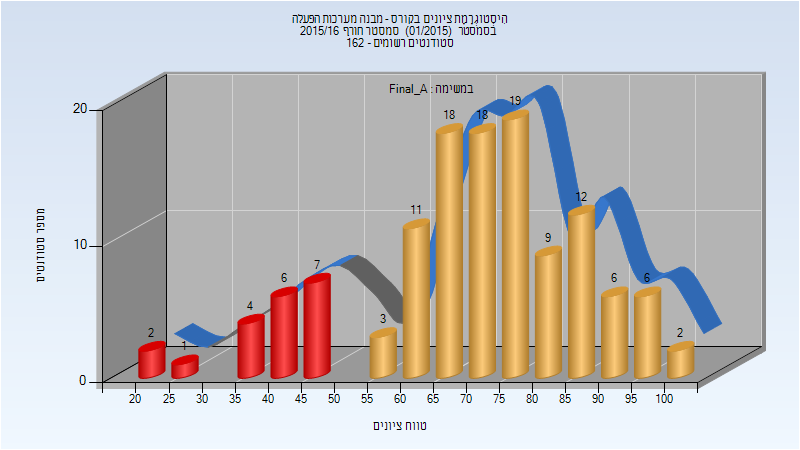 היסטוגרמת ציונים בקורס - מבנה מערכות הפעלה
בסמסטר (01/2015) סמסטר חורף 2015/16
סטודנטים רשומים - 162
במשימה : Final_A
מספר סטודנטים
20
10
0
2
1
4
6
7
3
11
18
18
19
9
12
6
6
2
20 25 30 35 40 45 50 55 60 65 70 75 80 85 90 95 100
טווח ציונים